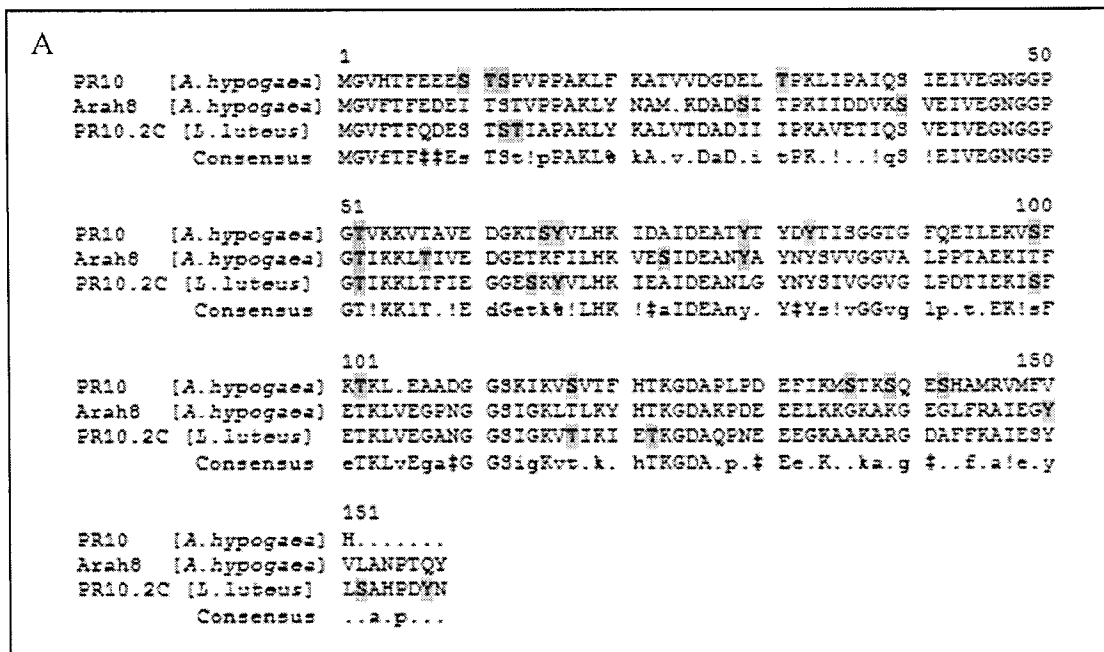 A
1 50
PR10 [A.hypogaea] MGVHTFEEES TSPVPPAKLF KATVVDGDEL TPKLIPAIQS IEIVEGNGGP
Arah8 [A.hypogaea] MGVFTFEDEI TSTVPPAKLY NAM.KDADSI TPKIIDDVKS VEIVEGNGGP
PR10.2C [L.luteus] MGVFTFQDES TSTIAPAKLY KALVTDADII IPKAVETIQS VEIVEGNGGP
Consensus MGVfTF‡‡Es TSt!pPAKL% kA.v.DaD.i tPK.!..!qS !EIVEGNGGP
51 100
PR10 [A.hypogaea] GTVKKVTAVE DGKTSYVLHK IDAIDEATYT YDYTISGGTG FQEILEKVSF
Arah8 [A.hypogaea] GTIKKLTIVE DGETKFILHK VESIDEANYA YNYSVVGGVA LPPTAEKITF
PR10.2C [L.luteus] GTIKKLTFIE GGESKYVLHK IEAIDEANLG YNYSIVGGVG LPDTIEKISF
Consensus GT!KKlT.!E dGetk%!LHK !‡aIDEAny. Y‡Ys!vGGvg lp.t.EK!sF
101 150
PR10 [A.hypogaea] KTKL.EAADG GSKIKVSVTF HTKGDAPLPD EFIKMSTKSQ ESHAMRVMFV
Arah8 [A.hypogaea] ETKLVEGPNG GSIGKLTLKY HTKGDAKPDE EELKKGKAKG EGLFRAIEGY
PR10.2C [L.luteus] ETKLVEGANG GSIGKVTIKI ETKGDAQPNE EEGKAAKARG DAFFKAIESY
Consensus eTKLvEga‡G GSigKvt.k. hTKGDA.p.‡ Ee.K..ka.g ‡..f.a!e.y
151
PR10 [A.hypogaea] H.......
Arah8 [A.hypogaea] VLANPTQY
PR10.2C [L.luteus] LSAHPDYN
Consensus ..a.p...